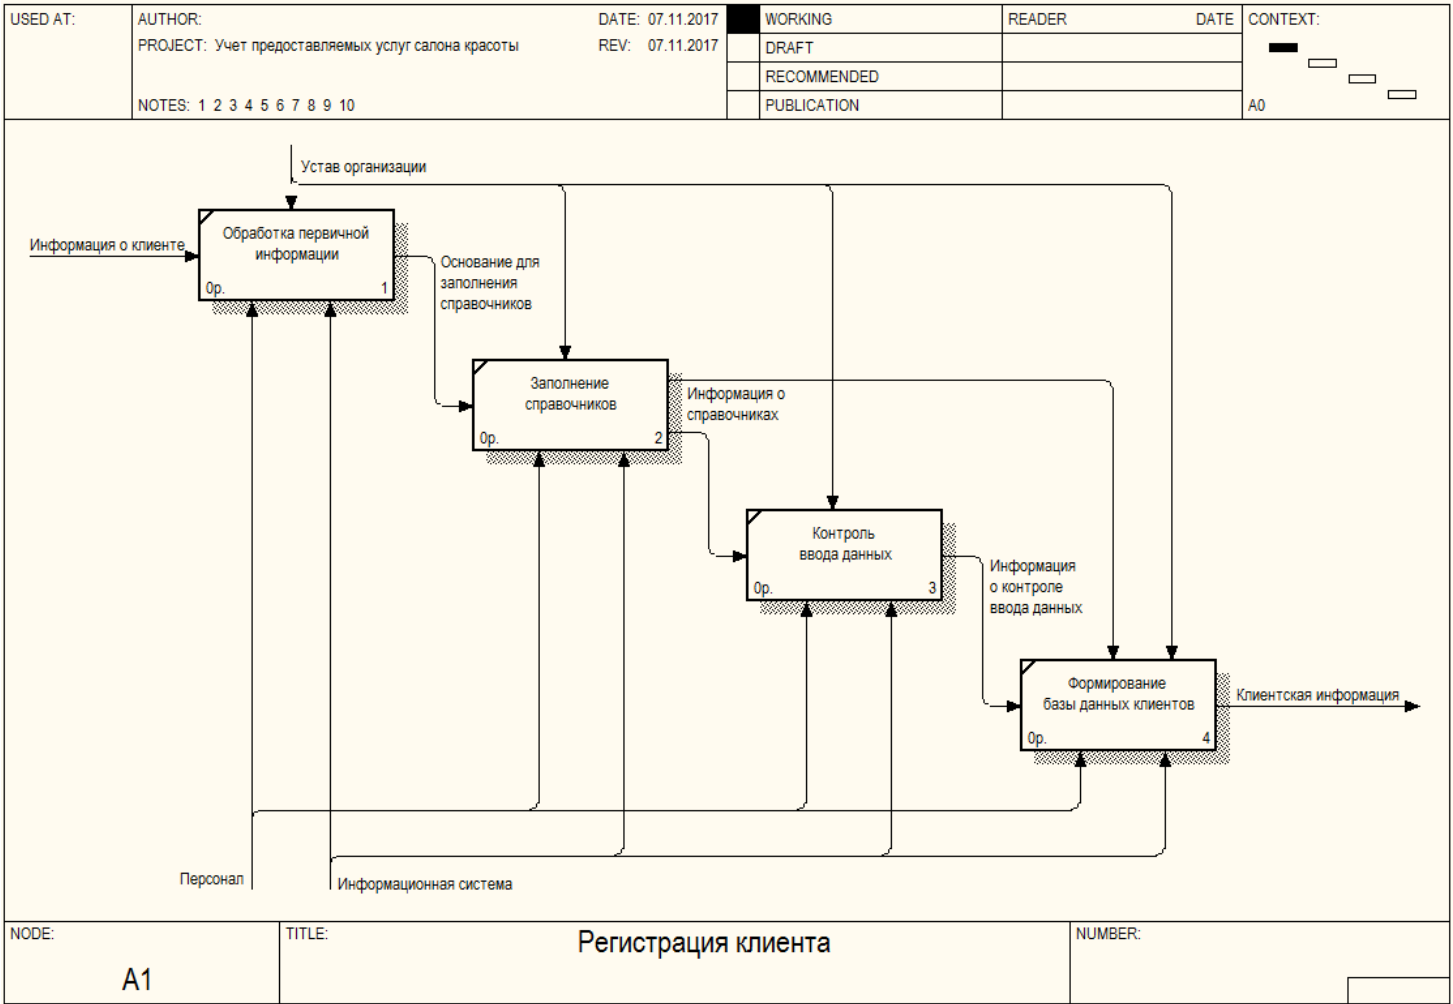 USED AT:
AUTHOR:
DATE: 07.11.2017
PROJECT: Учет предоставляемых услуг салона красоты
REV: 07.11.2017
NOTES: 1 2 3 4 5 6 7 8 9 10
WORKING
DRAFT
RECOMMENDED
PUBLICATION
READER DATE
CONTEXT:
A0
Устав организации
Информация о клиенте
Обработка первичной
информации
0р. 1
Основание для
заполнения
справочников
Заполнение
справочников
0р. 2
Информация о
справочниках
Контроль
ввода данных
0р. 3
Информация
о контроле
ввода данных
Формирование
базы данных клиентов
0р. 4
Клиентская информация
Персонал
Информационная система
NODE:
A1
TITLE:
Регистрация клиента
NUMBER: